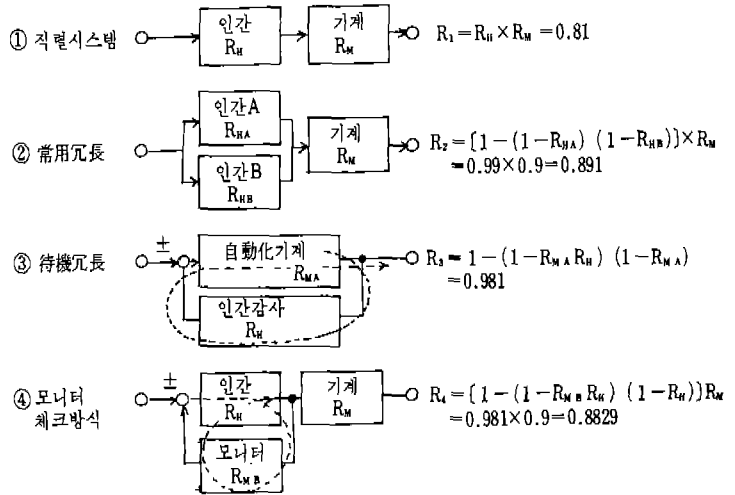 ① 직렬시스템
인간
R_H
기계
R_M
R₁=R_H×R_M=0.81
② 常用冗長
인간A
R_HA
인간B
R_HB
기계
R_M
R₂=[1-(1-R_HA) (1-R_HB)]×R_M
=0.99×0.9=0.891
③ 待機冗長
±
自動化기계
R_MA
인간감사
R_H
R₃=1-(1-R_MA R_H) (1-R_MA)
=0.981
④ 모니터
체크방식
±
인간
R_H
모니터
R_MB
기계
R_M
R₄=[1-(1-R_MB R_H) (1-R_H)]R_M
=0.981×0.9=0.8829